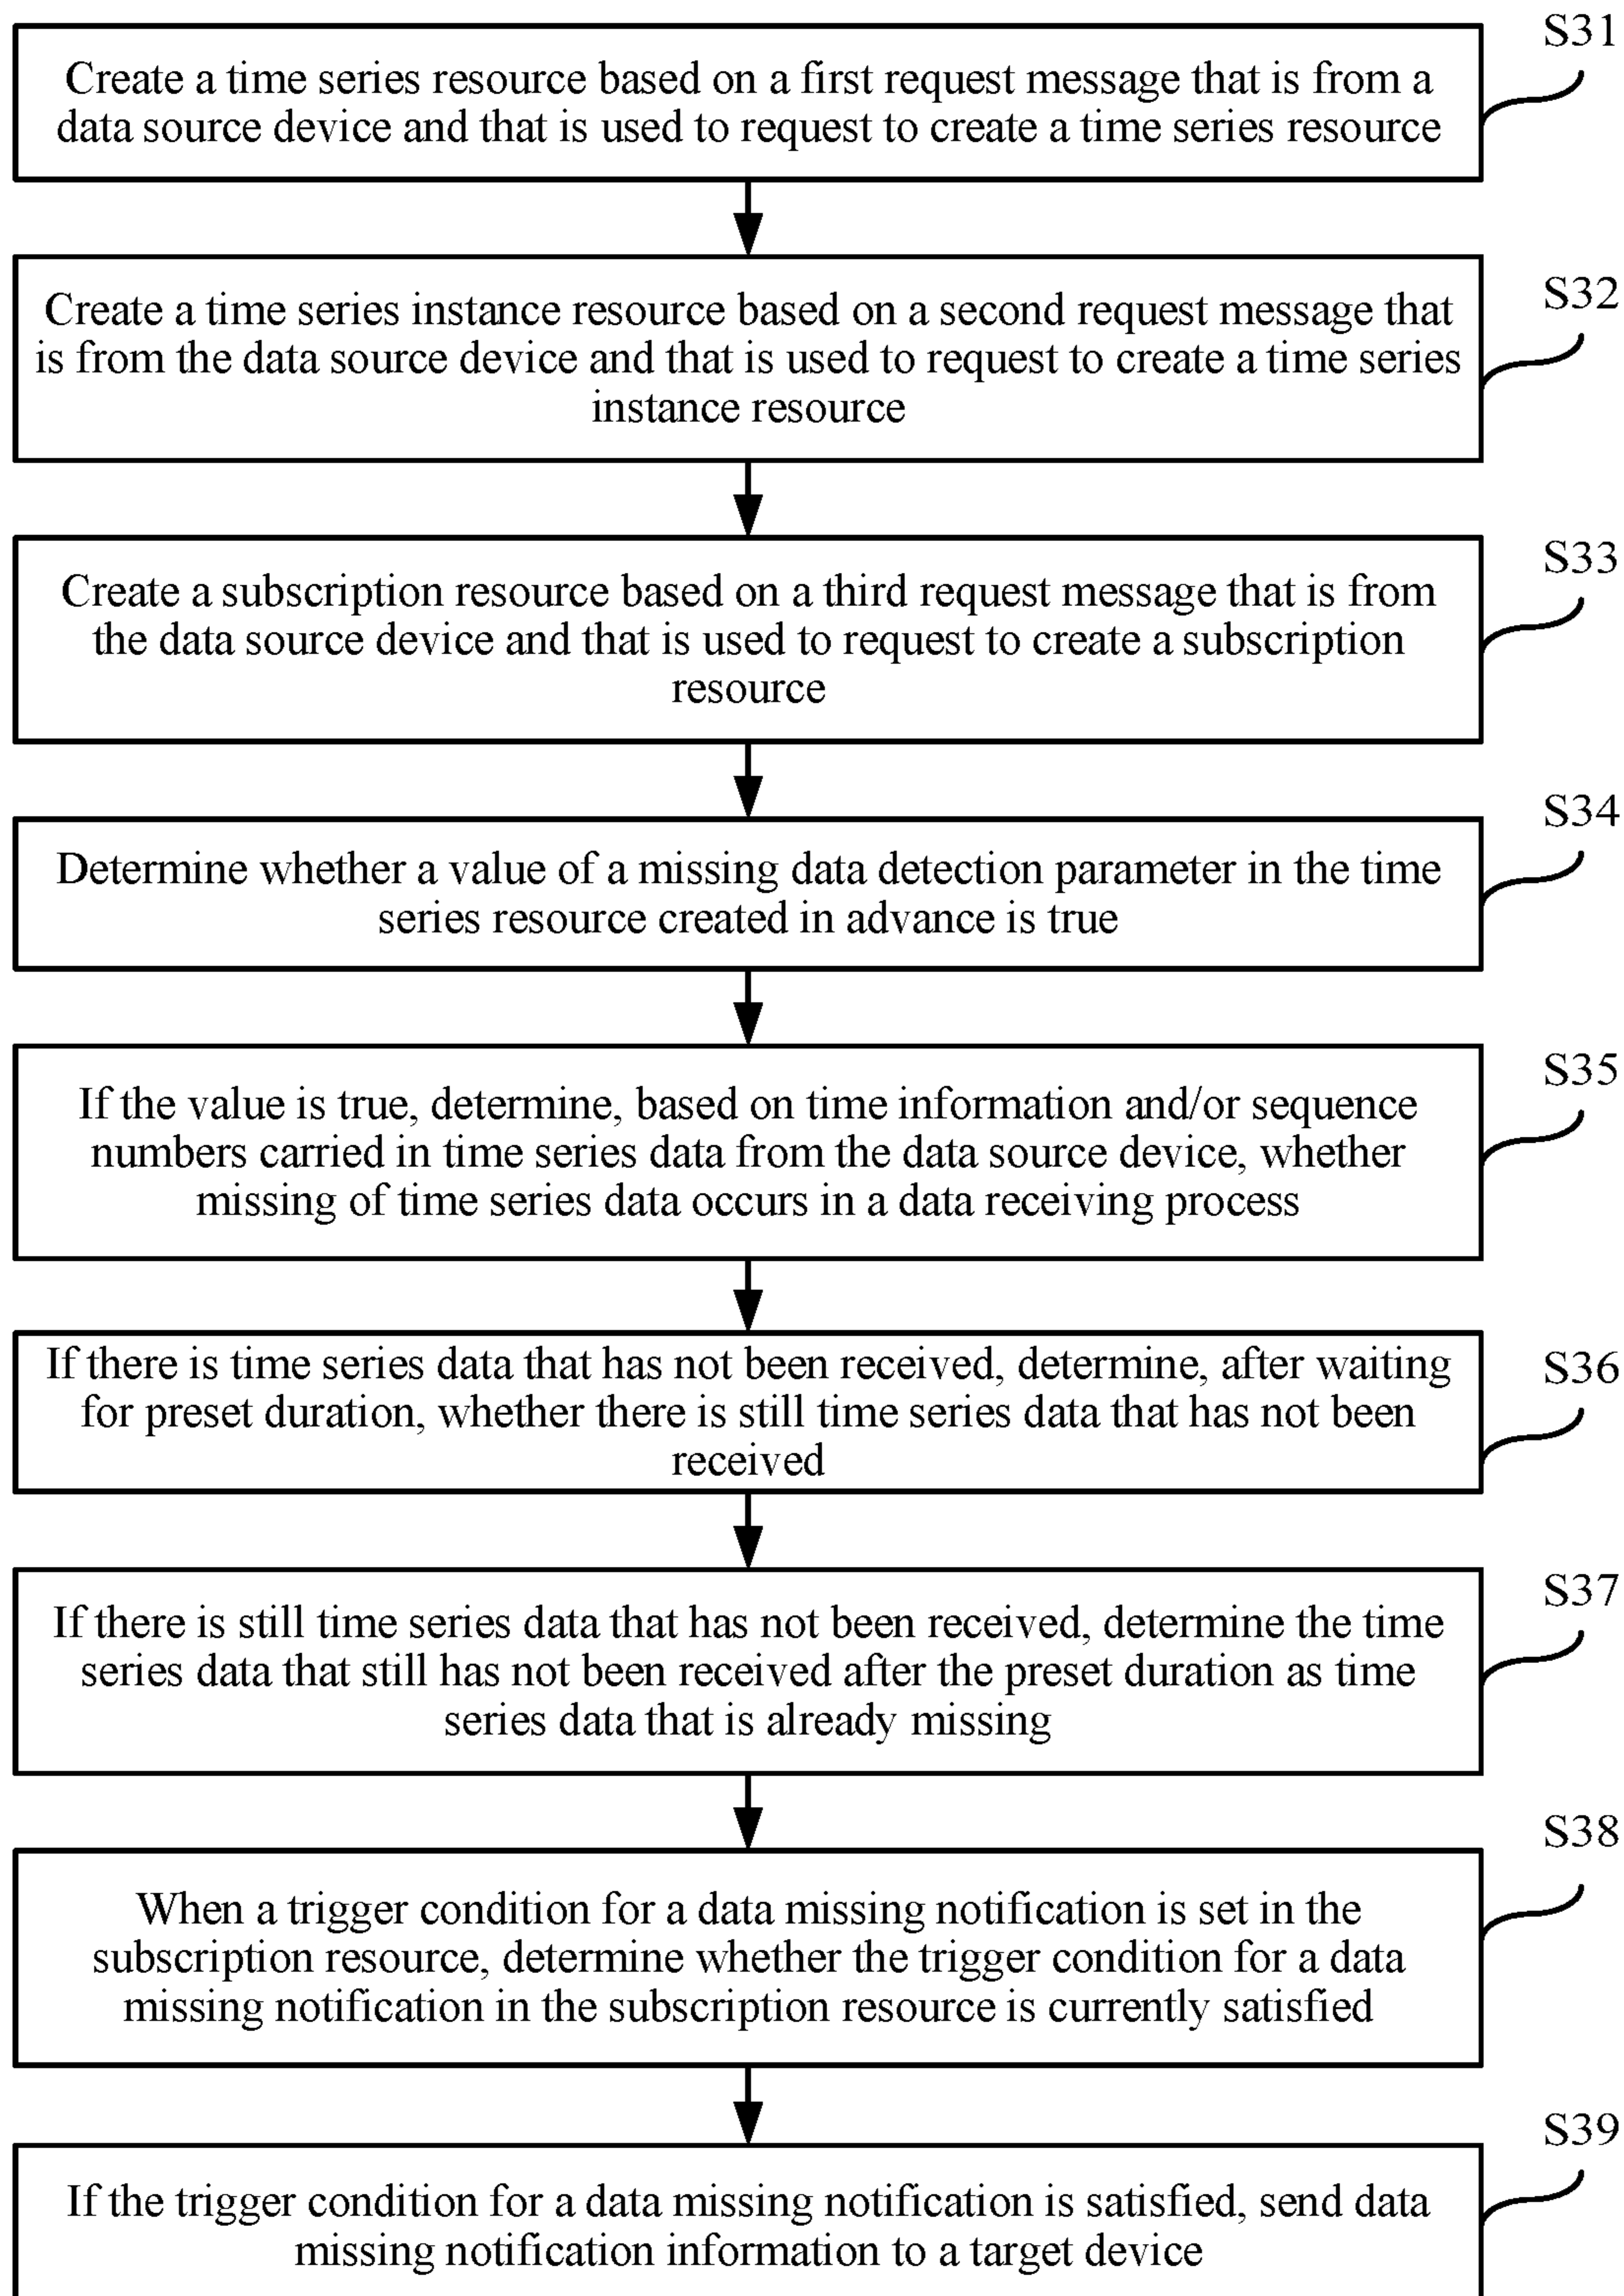 S31
Create a time series resource based on a first request message that is from a
data source device and that is used to request to create a time series resource
S32
Create a time series instance resource based on a second request message that
is from the data source device and that is used to request to create a time series
instance resource
S33
Create a subscription resource based on a third request message that is from
the data source device and that is used to request to create a subscription
resource
S34
Determine whether a value of a missing data detection parameter in the time
series resource created in advance is true
S35
If the value is true, determine, based on time information and/or sequence
numbers carried in time series data from the data source device, whether
missing of time series data occurs in a data receiving process
S36
If there is time series data that has not been received, determine, after waiting
for preset duration, whether there is still time series data that has not been
received
S37
If there is still time series data that has not been received, determine the time
series data that still has not been received after the preset duration as time
series data that is already missing
S38
When a trigger condition for a data missing notification is set in the
subscription resource, determine whether the trigger condition for a data
missing notification in the subscription resource is currently satisfied
S39
If the trigger condition for a data missing notification is satisfied, send data
missing notification information to a target device